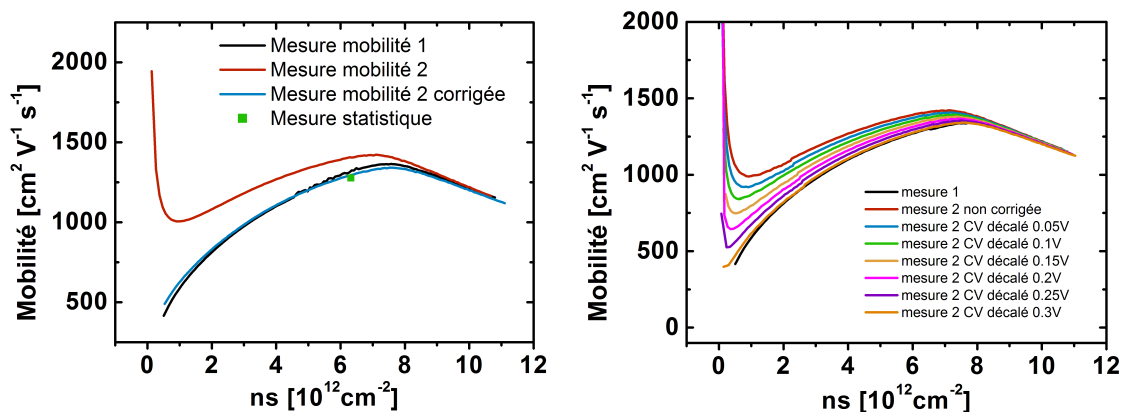 Mobilité [cm² V⁻¹ s⁻¹]
2000
1500
1000
500
Mesure mobilité 1
Mesure mobilité 2
Mesure mobilité 2 corrigée
Mesure statistique
0 2 4 6 8 10 12
ns [10¹²cm⁻²]
Mobilité [cm² V⁻¹ s⁻¹]
2000
1500
1000
500
0
mesure 1
mesure 2 non corrigée
mesure 2 CV décalé 0.05V
mesure 2 CV décalé 0.1V
mesure 2 CV décalé 0.15V
mesure 2 CV décalé 0.2V
mesure 2 CV décalé 0.25V
mesure 2 CV décalé 0.3V
0 2 4 6 8 10 12
ns [10¹²cm⁻²]